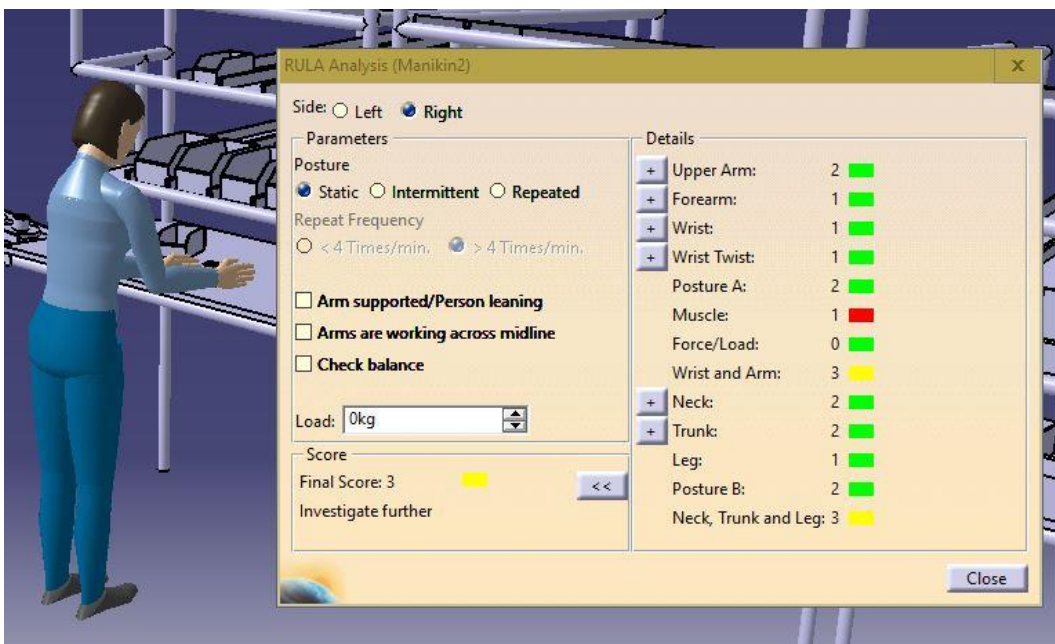 RULA Analysis (Manikin2)
X
Side: Left Right
Parameters
Posture
Static Intermittent Repeated
Repeat Frequency
< 4 Times/min. > 4 Times/min.
Arm supported/Person leaning
Arms are working across midline
Check balance
Load: 0kg
Score
Final Score: 3
<<
Investigate further
Details
+ Upper Arm: 2
+ Forearm: 1
+ Wrist: 1
+ Wrist Twist: 1
Posture A: 2
Muscle: 1
Force/Load: 0
Wrist and Arm: 3
+ Neck: 2
+ Trunk: 2
Leg: 1
Posture B: 2
Neck, Trunk and Leg: 3
Close